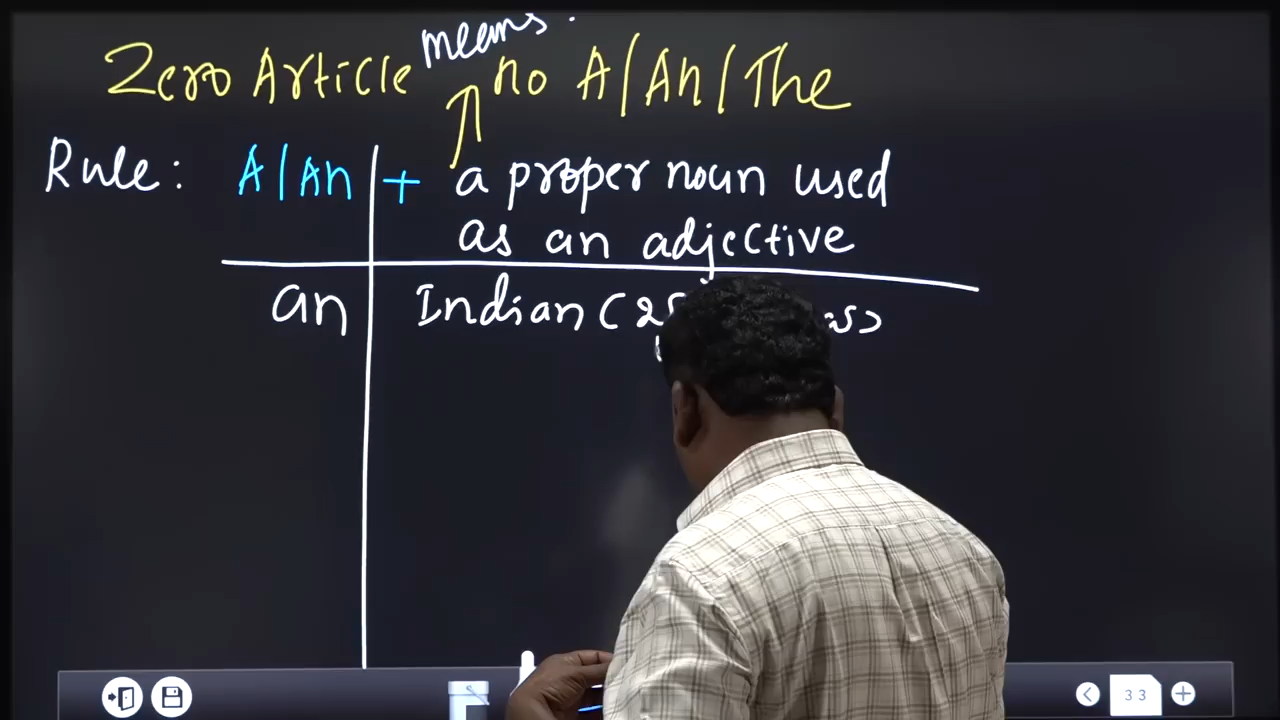 means:
Zero Article no A/An/The
Rule: A/An + a proper noun used
as an adjective
an Indian (
33